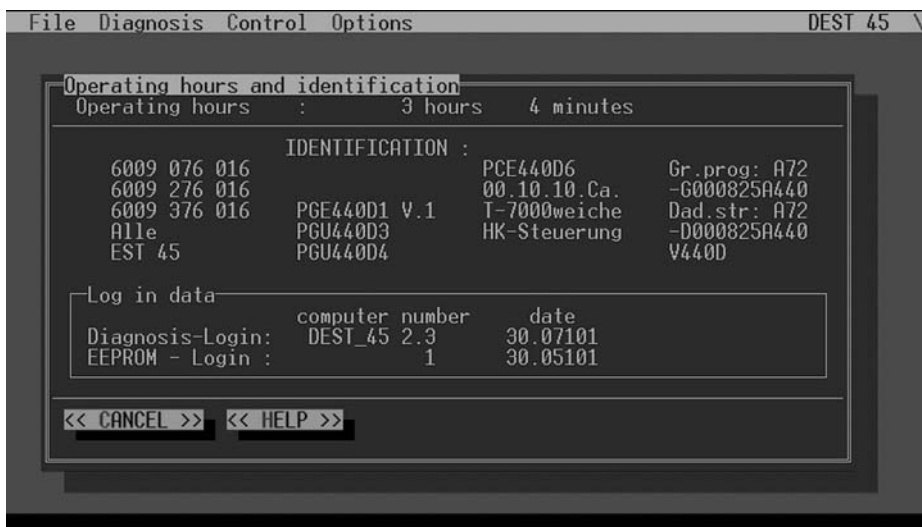 File Diagnosis Control Options DEST 45
Operating hours and identification
Operating hours : 3 hours 4 minutes
IDENTIFICATION :
6009 076 016 PCE440D6 Gr.prog: A72
6009 276 016 00.10.10.Ca. -G000825A440
6009 376 016 PGE440D1 V.1 T-7000weiche Dad.str: A72
Alle PGU440D3 HK-Steuerung -D000825A440
EST 45 PGU440D4 V440D
Log in data
computer number date
Diagnosis-Login: DEST_45 2.3 30.07101
EEPROM - Login : 1 30.05101
<< CANCEL >> << HELP >>